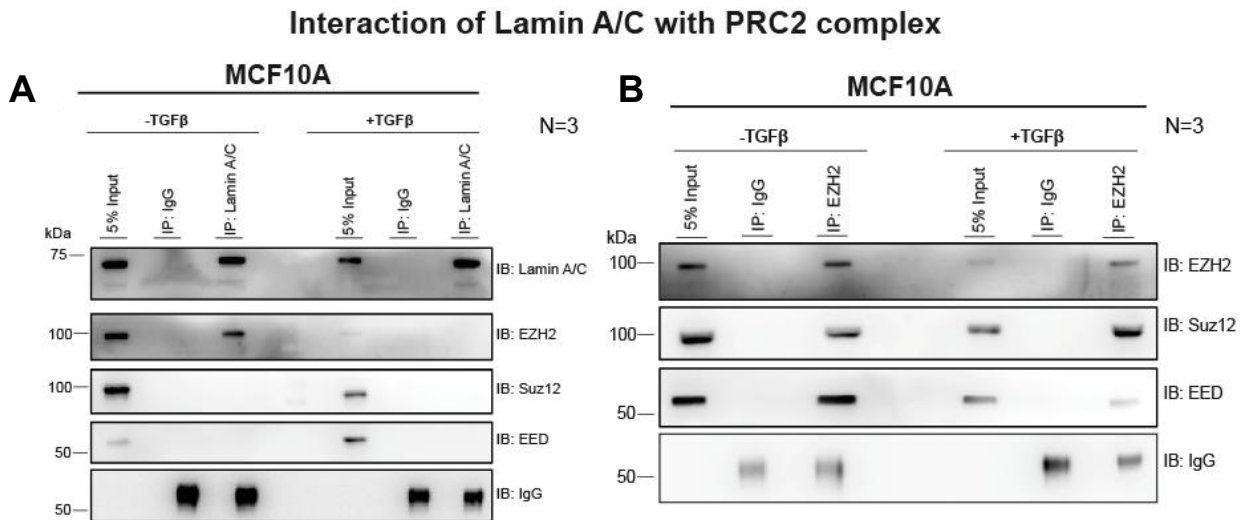 Interaction of Lamin A/C with PRC2 complex
A
MCF10A
-TGFβ
+TGFβ
N=3
5% Input
IP: IgG
IP: Lamin A/C
5% Input
IP: IgG
IP: Lamin A/C
kDa
75
IB: Lamin A/C
100
IB: EZH2
100
IB: Suz12
50
IB: EED
50
IB: IgG
B
MCF10A
-TGFβ
+TGFβ
N=3
5% Input
IP: IgG
IP: EZH2
5% Input
IP: IgG
IP: EZH2
kDa
100
IB: EZH2
100
IB: Suz12
50
IB: EED
50
IB: IgG